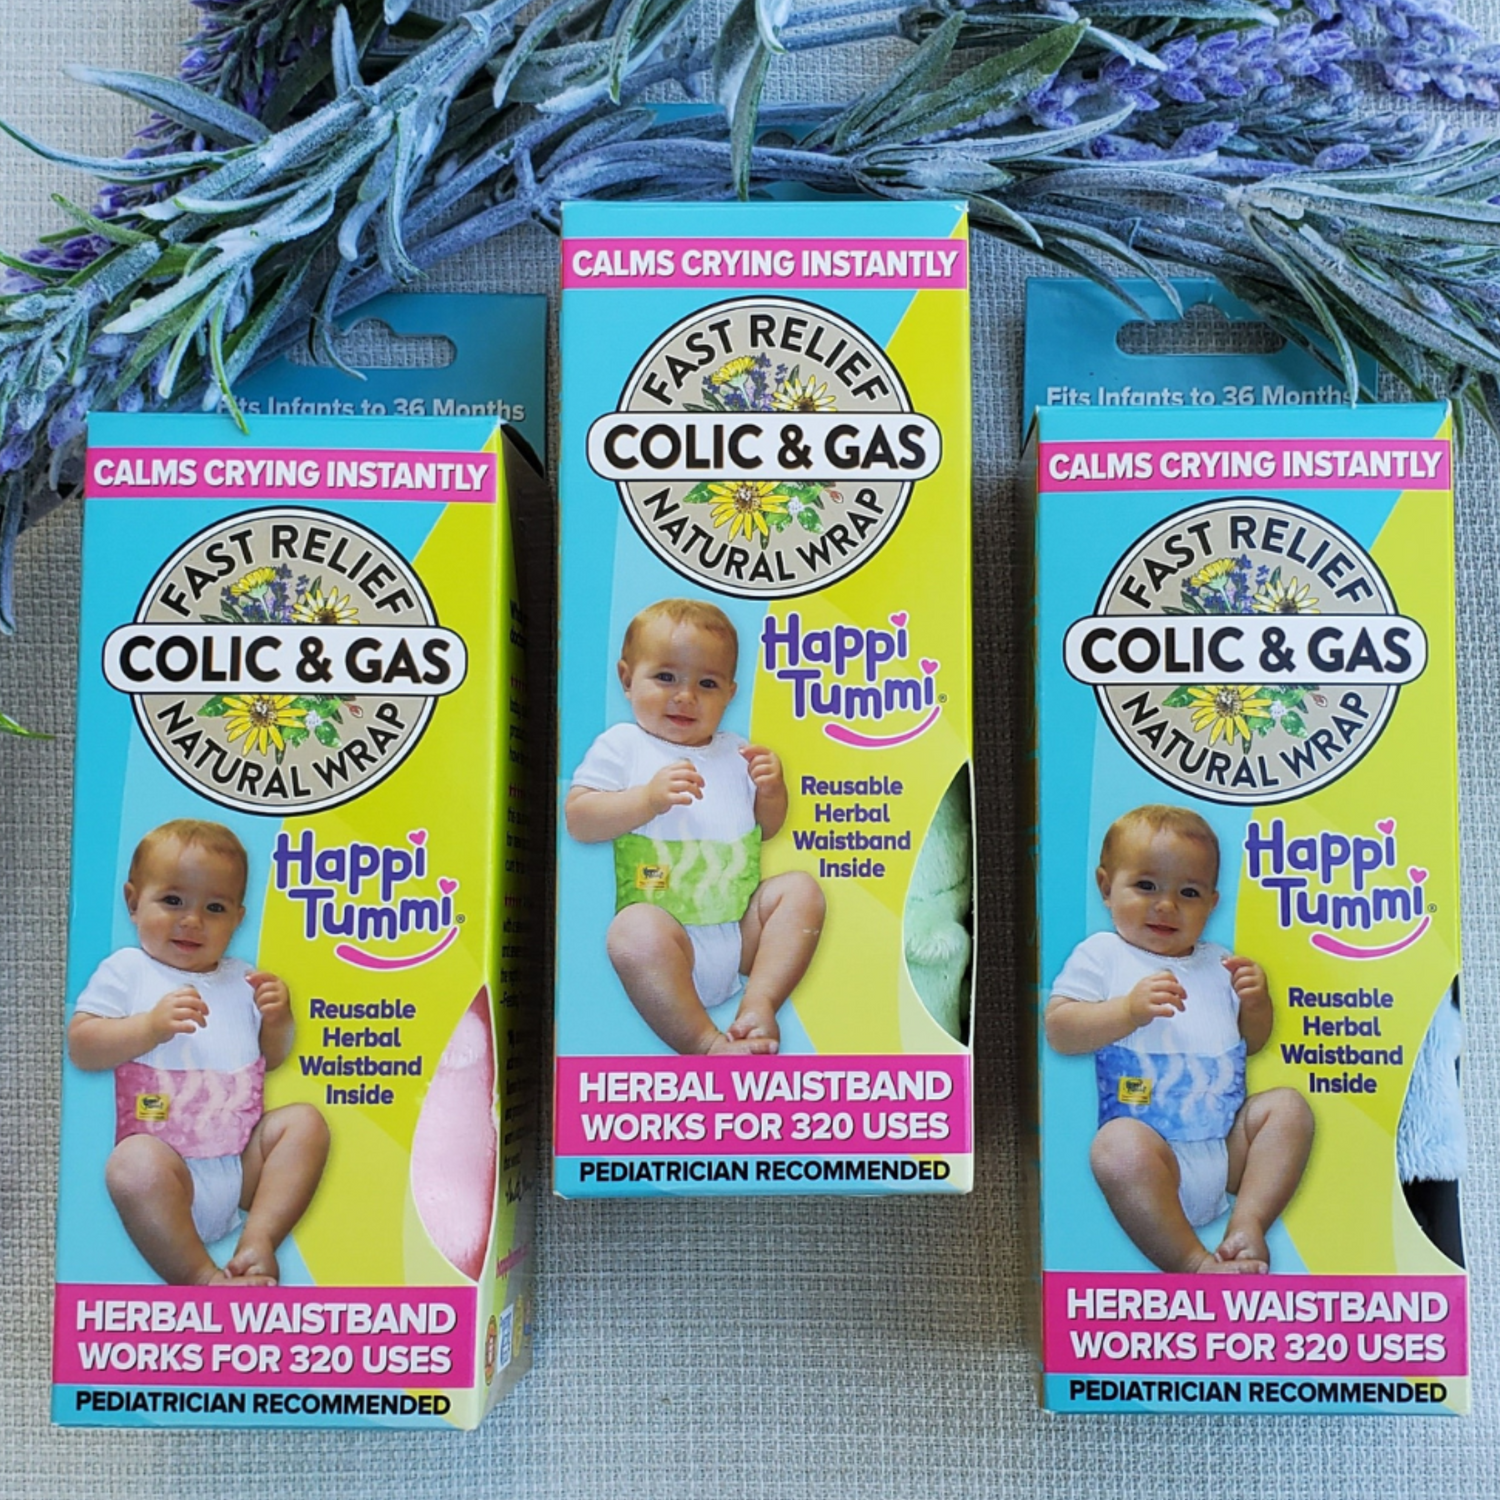 Fits Infants to 36 Months
CALMS CRYING INSTANTLY
FAST RELIEF
COLIC & GAS
NATURAL WRAP
Happi
Tummi®
Reusable
Herbal
Waistband
Inside
HERBAL WAISTBAND
WORKS FOR 320 USES
PEDIATRICIAN RECOMMENDED
CALMS CRYING INSTANTLY
FAST RELIEF
COLIC & GAS
NATURAL WRAP
Happi
Tummi®
Reusable
Herbal
Waistband
Inside
HERBAL WAISTBAND
WORKS FOR 320 USES
PEDIATRICIAN RECOMMENDED
Fits Infants to 36 Months
CALMS CRYING INSTANTLY
FAST RELIEF
COLIC & GAS
NATURAL WRAP
Happi
Tummi®
Reusable
Herbal
Waistband
Inside
HERBAL WAISTBAND
WORKS FOR 320 USES
PEDIATRICIAN RECOMMENDED